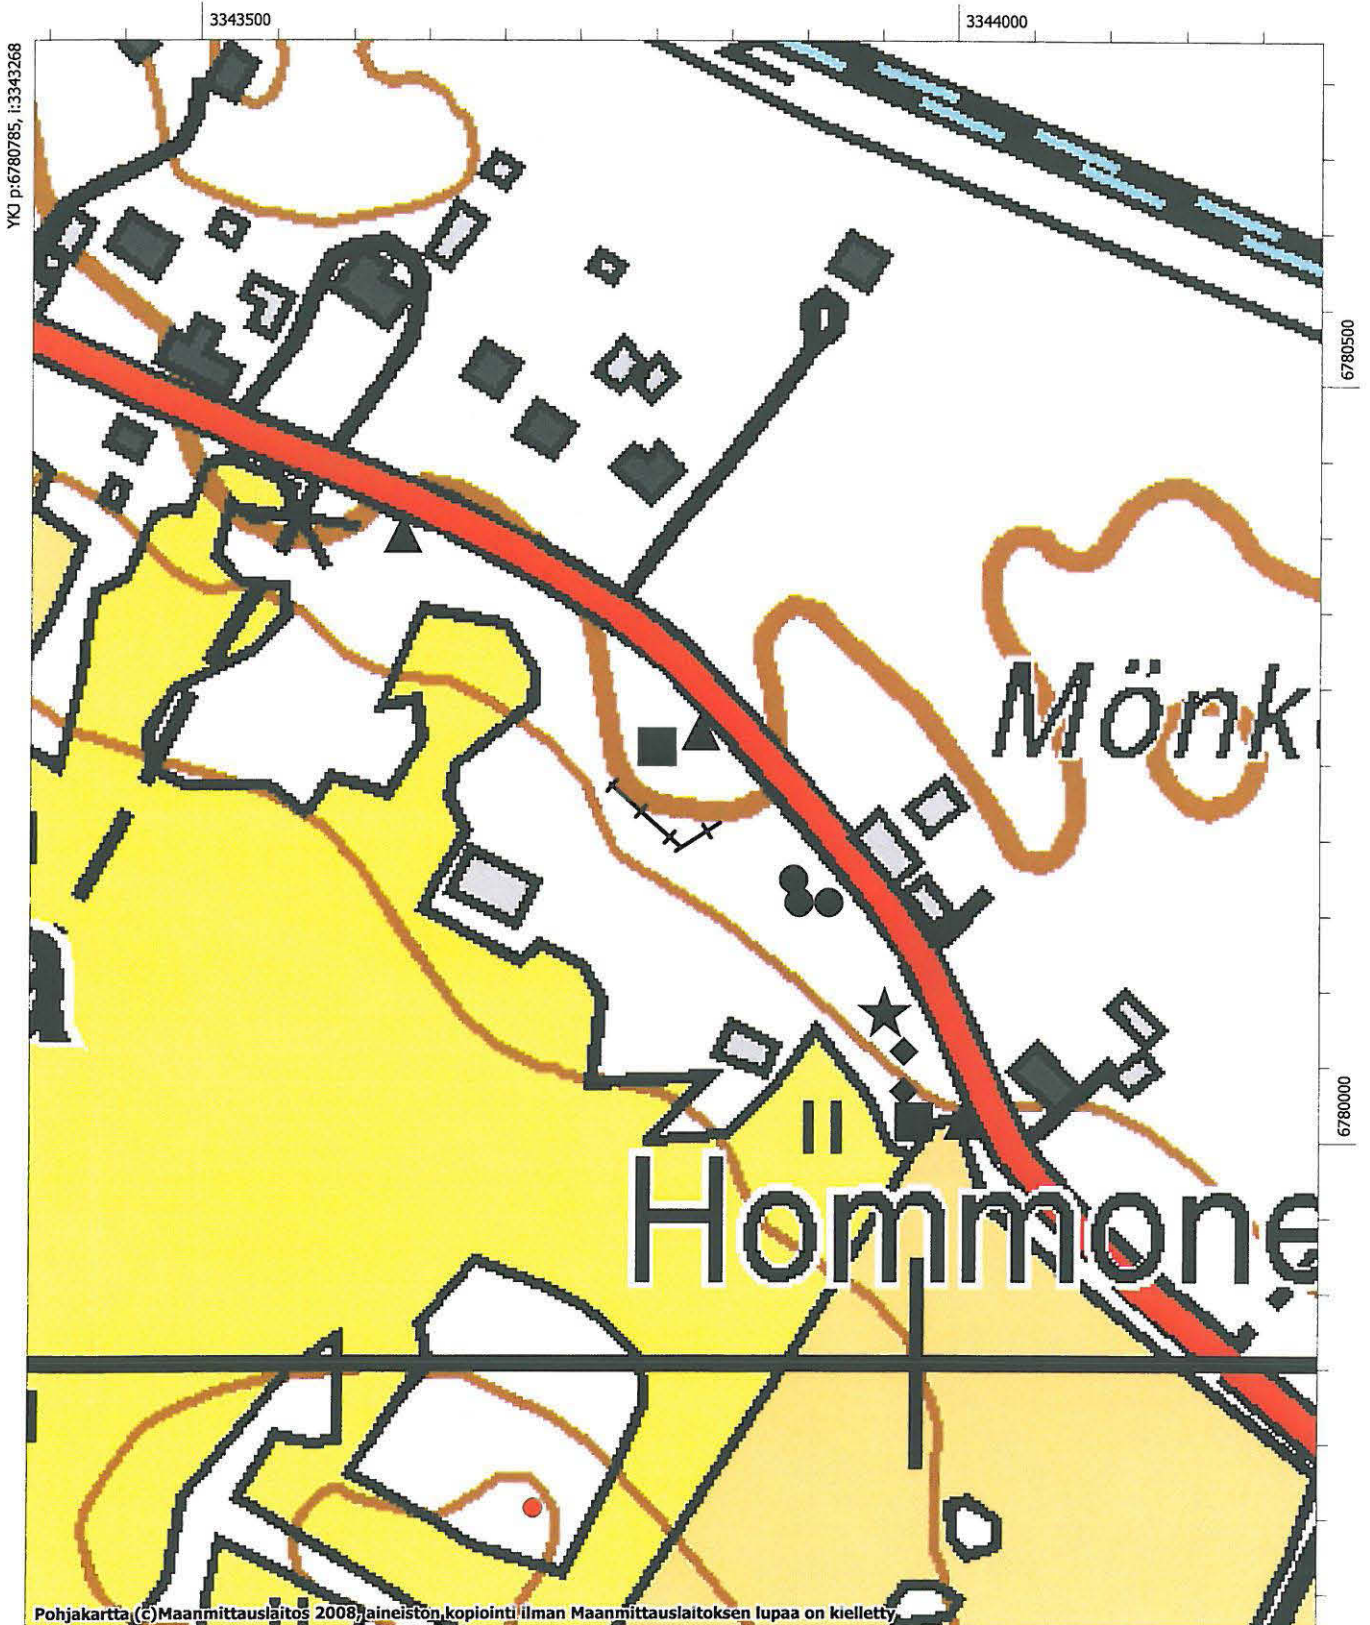 3343500
3344000
YKJ p:6780785, i:3343268
6780500
Mönk
a
6780000
Hommone
Pohjakartta (c)Maanmittauslaitos 2008, aineiston kopiointi ilman Maanmittauslaitoksen lupaa on kielletty